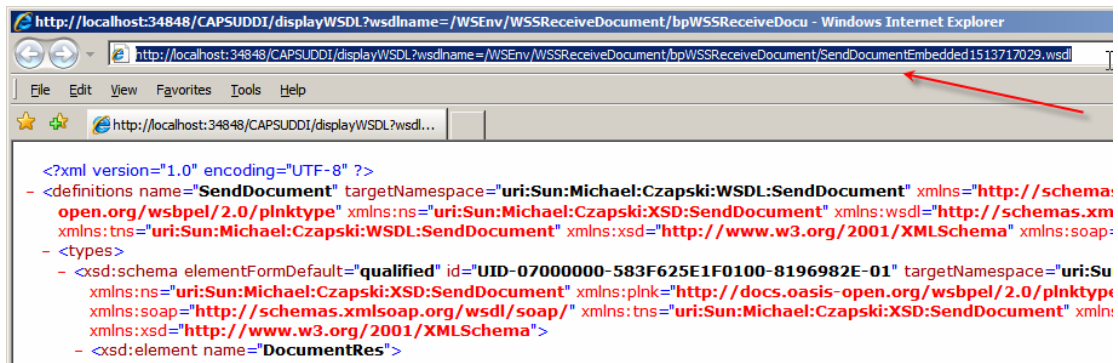 http://localhost:34848/CAPSUDDI/displayWSDL?wsdlname=/WSEnv/WSSReceiveDocument/bpWSSReceiveDocu - Windows Internet Explorer
http://localhost:34848/CAPSUDDI/displayWSDL?wsdlname=/WSEnv/WSSReceiveDocument/bpWSSReceiveDocument/SendDocumentEmbedded1513717029.wsdl
File Edit View Favorites Tools Help
http://localhost:34848/CAPSUDDI/displayWSDL?wsdl...
<?xml version="1.0" encoding="UTF-8" ?>
- <definitions name="SendDocument" targetNamespace="uri:Sun:Michael:Czapski:WSDL:SendDocument" xmlns="http://schemas
open.org/wsbpel/2.0/plnktype" xmlns:ns="uri:Sun:Michael:Czapski:XSD:SendDocument" xmlns:wsdl="http://schemas.xm
xmlns:tns="uri:Sun:Michael:Czapski:WSDL:SendDocument" xmlns:xsd="http://www.w3.org/2001/XMLSchema" xmlns:soap=
- <types>
- <xsd:schema elementFormDefault="qualified" id="UID-07000000-583F625E1F0100-8196982E-01" targetNamespace="uri:Su
xmlns:ns="uri:Sun:Michael:Czapski:XSD:SendDocument" xmlns:plnk="http://docs.oasis-open.org/wsbpel/2.0/plnktype
xmlns:soap="http://schemas.xmlsoap.org/wsdl/soap/" xmlns:tns="uri:Sun:Michael:Czapski:XSD:SendDocument" xmlns
xmlns:xsd="http://www.w3.org/2001/XMLSchema">
- <xsd:element name="DocumentRes">